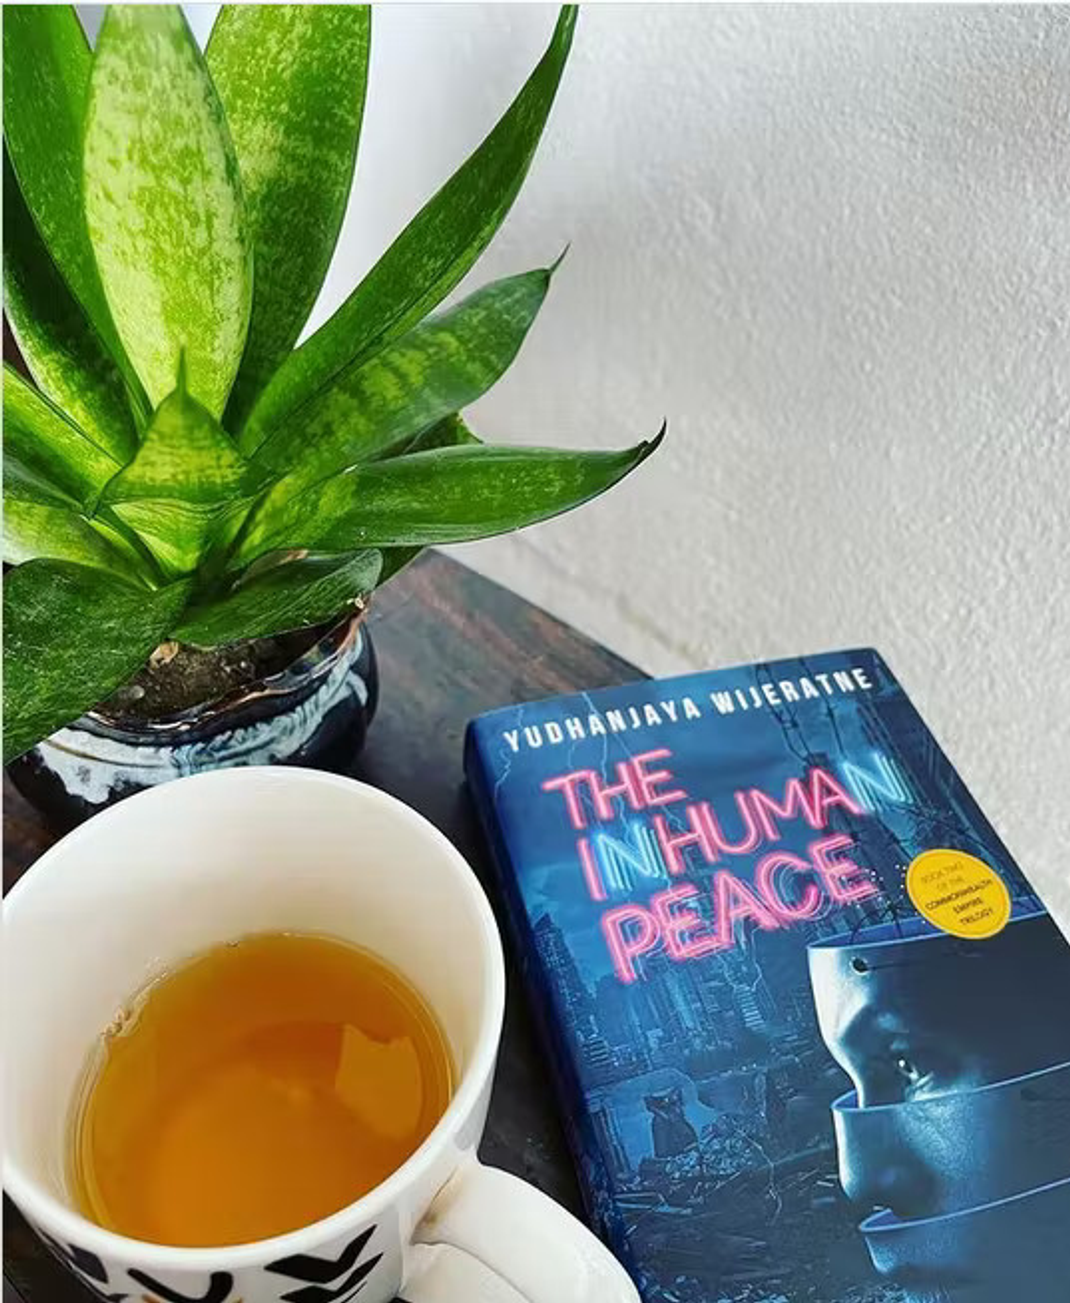 YUDHANJAYA WIJERATNE
THE
INHUMAN
PEACE
BOOK TWO
OF THE
COMMONWEALTH
EMPIRE
TRILOGY